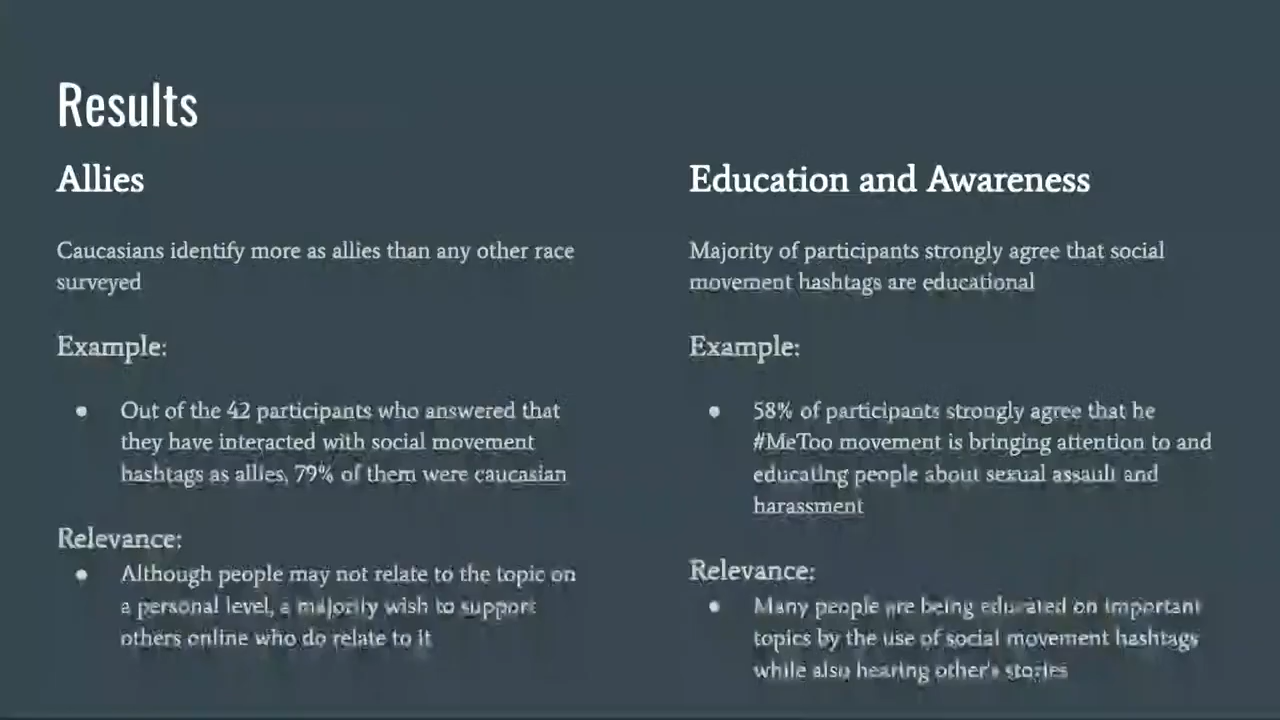 Results
Allies
Caucasians identify more as allies than any other race
surveyed
Example:
● Out of the 42 participants who answered that
they have interacted with social movement
hashtags as allies, 79% of them were caucasian
Relevance:
● Although people may not relate to the topic on
a personal level, a majority wish to support
others online who do relate to it
Education and Awareness
Majority of participants strongly agree that social
movement hashtags are educational
Example:
● 58% of participants strongly agree that he
#MeToo movement is bringing attention to and
educating people about sexual assault and
harassment
Relevance:
● Many people are being educated on important
topics by the use of social movement hashtags
while also hearing other's stories